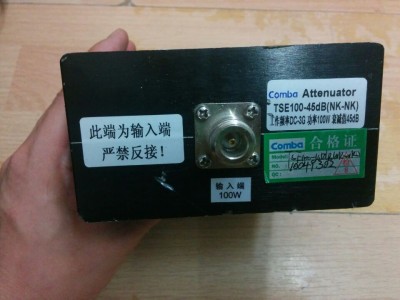 Comba Attenuator
TSE100-45dB(NK-NK)
工作频率DC-3G 功率100W 衰减值45dB
此端为输入端
严禁反接！
Comba 合格证
输入端
100W